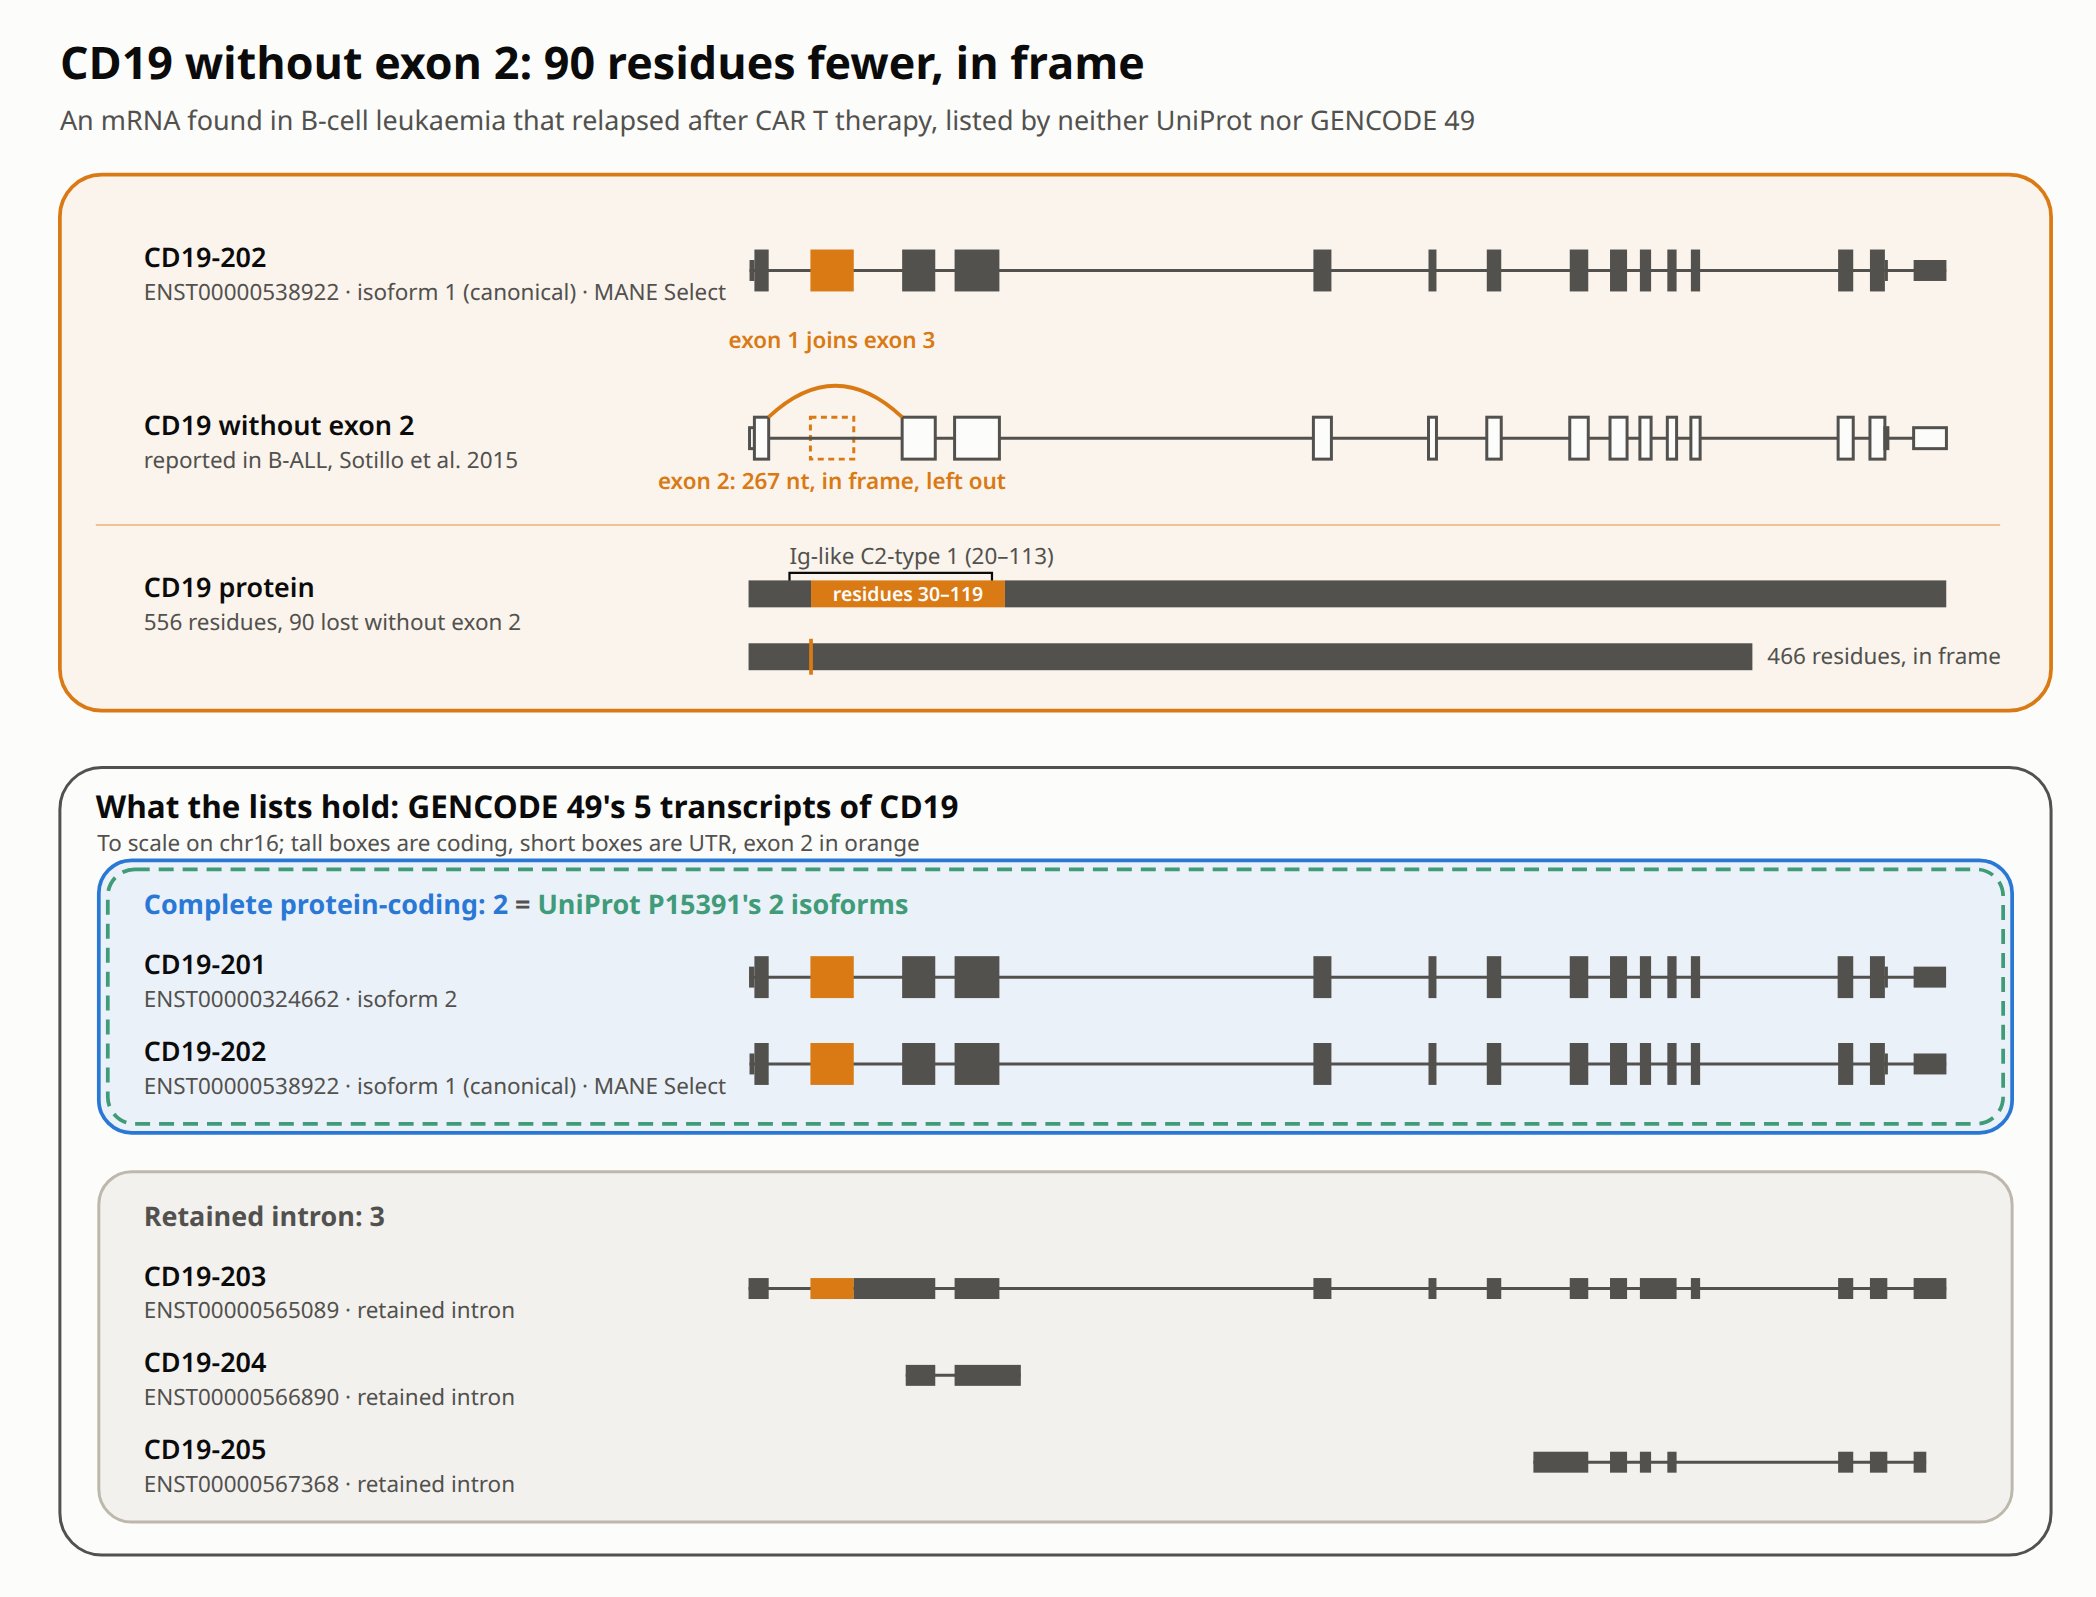 CD19 without exon 2: 90 residues fewer, in frame
An mRNA found in B-cell leukaemia that relapsed after CAR T therapy, listed by neither UniProt nor GENCODE 49
CD19-202
ENST00000538922 · isoform 1 (canonical) · MANE Select
exon 1 joins exon 3
CD19 without exon 2
reported in B-ALL, Sotillo et al. 2015
exon 2: 267 nt, in frame, left out
Ig-like C2-type 1 (20–113)
CD19 protein
residues 30–119
556 residues, 90 lost without exon 2
466 residues, in frame
What the lists hold: GENCODE 49's 5 transcripts of CD19
To scale on chr16; tall boxes are coding, short boxes are UTR, exon 2 in orange
Complete protein-coding: 2 = UniProt P15391's 2 isoforms
CD19-201
ENST00000324662 · isoform 2
CD19-202
ENST00000538922 · isoform 1 (canonical) · MANE Select
Retained intron: 3
CD19-203
ENST00000565089 · retained intron
CD19-204
ENST00000566890 · retained intron
CD19-205
ENST00000567368 · retained intron